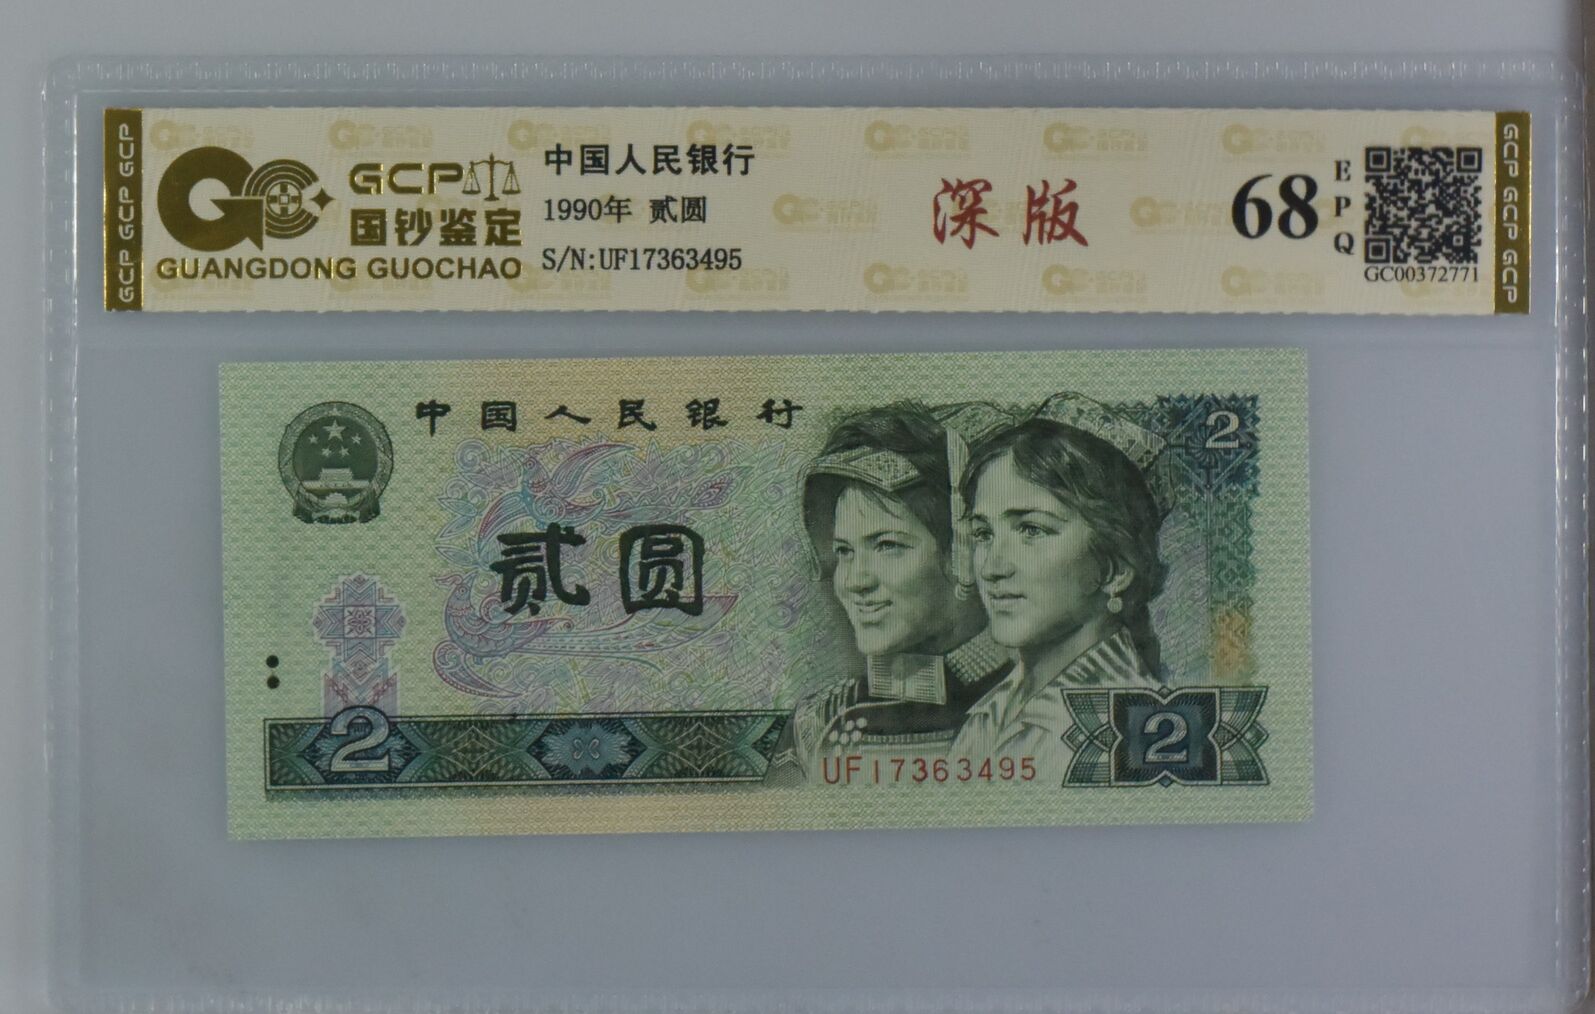 GCP GCP GCP
GCP
国钞鉴定
GUANGDONG GUOCHAO
中国人民银行
1990年 贰圆
S/N:UF17363495
深版
68
EPQ
GC00372771
GCP GCP GCP
中国人民银行
2
贰圆
2
UF17363495
2